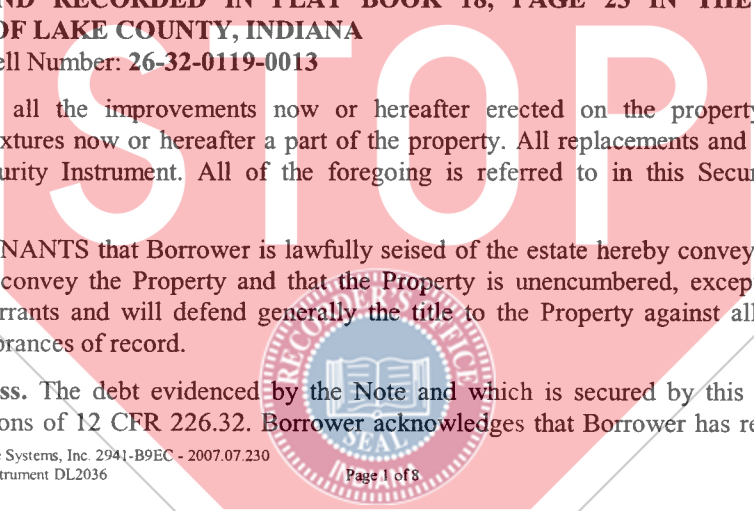 ND RECORDED IN PLAT BOOK 18, PAGE 23 IN THE
OF LAKE COUNTY, INDIANA
ell Number: 26-32-0119-0013
STOP
all the improvements now or hereafter erected on the property
xtures now or hereafter a part of the property. All replacements and
urity Instrument. All of the foregoing is referred to in this Secu
NANTS that Borrower is lawfully seised of the estate hereby convey
convey the Property and that the Property is unencumbered, excep
rrants and will defend generally the title to the Property against all
brances of record.
ss. The debt evidenced by the Note and which is secured by this
ons of 12 CFR 226.32. Borrower acknowledges that Borrower has re
RECORDER'S OFFICE
SEAL
INDIANA
Systems, Inc. 2941-B9EC - 2007.07.230
trument DL2036
Page 1 of 8